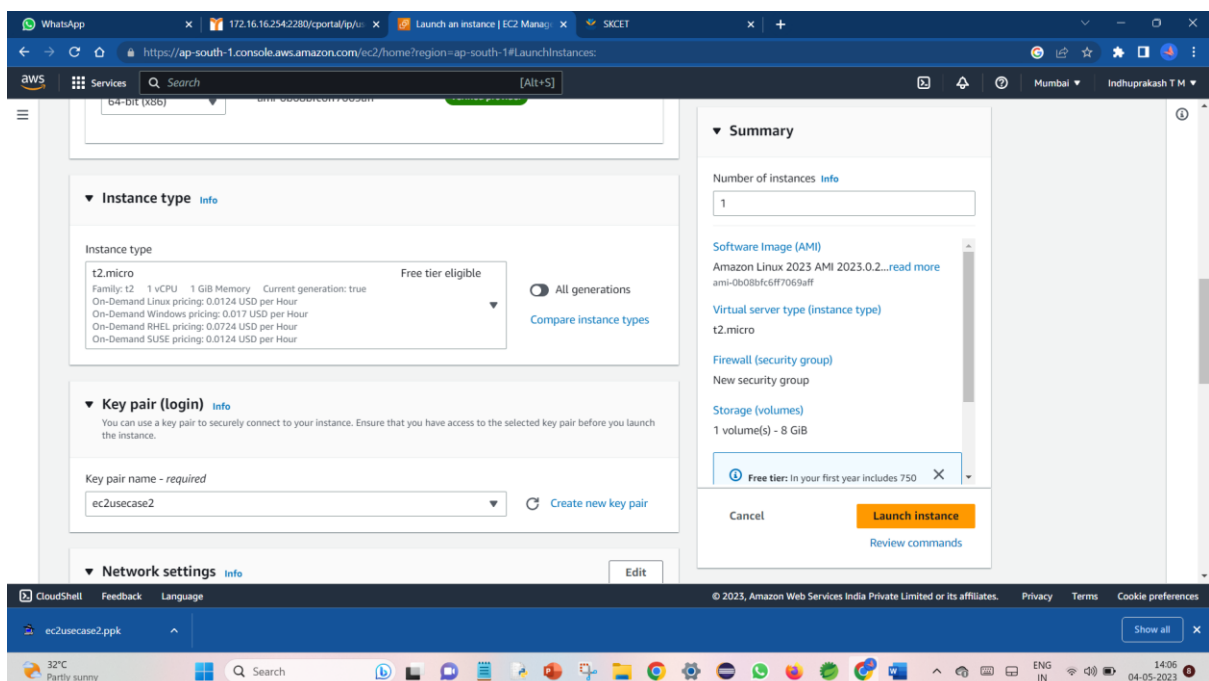 WhatsApp
172.16.16.254:2280/cportal/ip/u
Launch an instance | EC2 Manag
SKCET
https://ap-south-1.console.aws.amazon.com/ec2/home?region=ap-south-1#LaunchInstances:
aws
Services
Search
[Alt+S]
Mumbai
Indhuprakash T M
64-bit (x86)
Instance type Info
Instance type
t2.micro
Free tier eligible
Family: t2 1 vCPU 1 GiB Memory Current generation: true
On-Demand Linux pricing: 0.0124 USD per Hour
On-Demand Windows pricing: 0.017 USD per Hour
On-Demand RHEL pricing: 0.0724 USD per Hour
On-Demand SUSE pricing: 0.0124 USD per Hour
All generations
Compare instance types
Key pair (login) Info
You can use a key pair to securely connect to your instance. Ensure that you have access to the selected key pair before you launch
the instance.
Key pair name - required
ec2usecase2
Create new key pair
Network settings Info
Edit
Summary
Number of instances Info
1
Software Image (AMI)
Amazon Linux 2023 AMI 2023.0.2...read more
ami-0b08bfc6ff7069aff
Virtual server type (instance type)
t2.micro
Firewall (security group)
New security group
Storage (volumes)
1 volume(s) - 8 GiB
Free tier: In your first year includes 750
Cancel
Launch instance
Review commands
CloudShell Feedback Language
© 2023, Amazon Web Services India Private Limited or its affiliates. Privacy Terms Cookie preferences
ec2usecase2.ppk
Show all
32°C
Partly sunny
Search
ENG
IN
14:06
04-05-2023